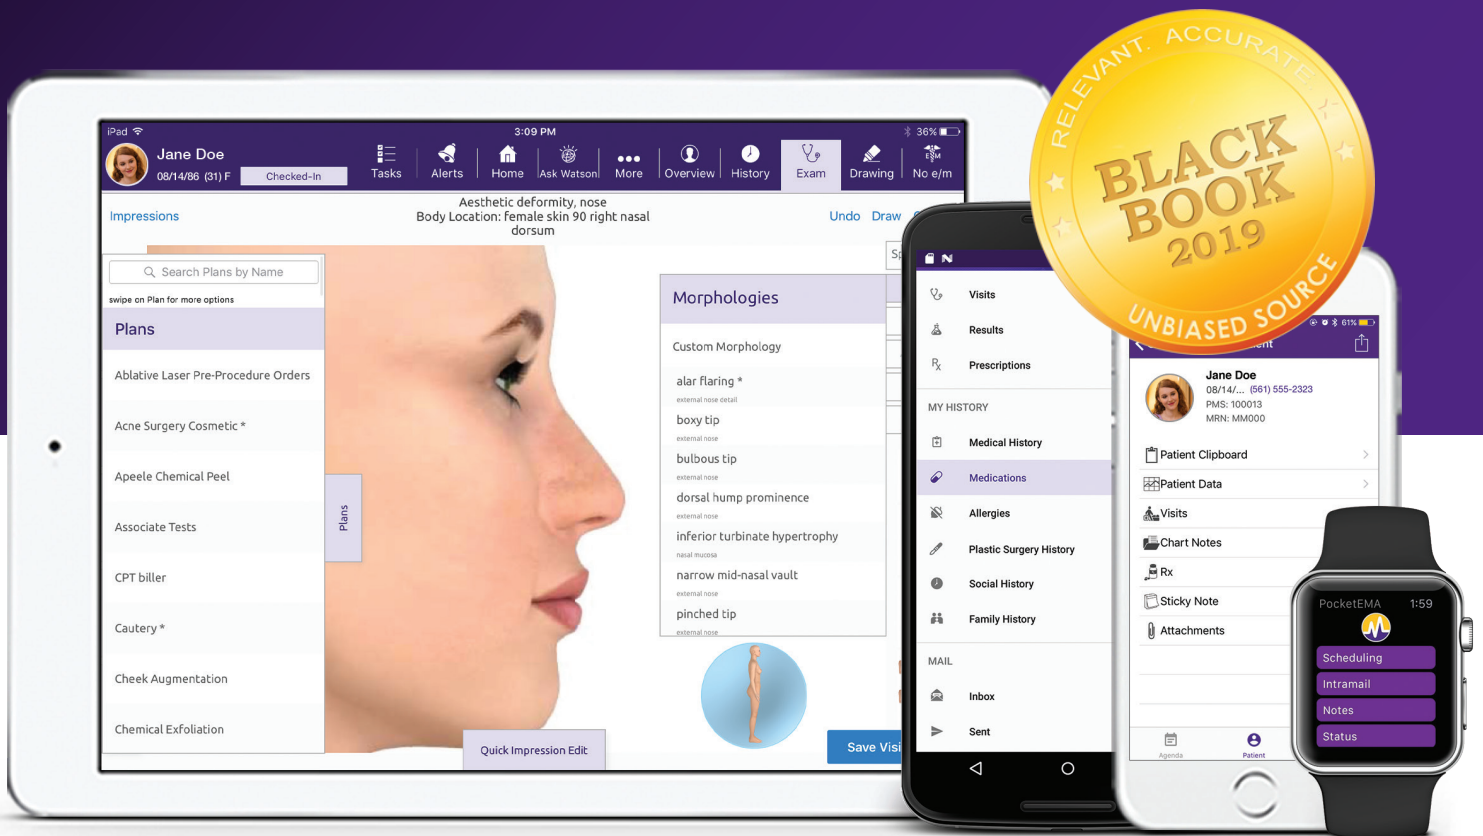 iPad
3:09 PM
36%
Jane Doe
08/14/86 (31) F
Checked-In
Tasks
Alerts
Home
Ask Watson
More
Overview
History
Exam
Drawing
No e/m
E M
Impressions
Aesthetic deformity, nose
Body Location: female skin 90 right nasal
dorsum
Undo
Draw
Search Plans by Name
swipe on Plan for more options
Plans
Ablative Laser Pre-Procedure Orders
Acne Surgery Cosmetic *
Apeele Chemical Peel
Associate Tests
CPT biller
Cautery *
Cheek Augmentation
Chemical Exfoliation
Plans
Quick Impression Edit
Morphologies
Custom Morphology
alar flaring *
external nose detail
boxy tip
external nose
bulbous tip
external nose
dorsal hump prominence
external nose
inferior turbinate hypertrophy
nasal mucosa
narrow mid-nasal vault
external nose
pinched tip
external nose
Save Visi
Visits
Results
Rx
Prescriptions
MY HISTORY
Medical History
Medications
Allergies
Plastic Surgery History
Social History
Family History
MAIL
Inbox
Sent
RELEVANT. ACCURATE.
BLACK
BOOK
2019
UNBIASED SOURCE
61%
Jane Doe
08/14/... (561) 555-2323
PMS: 100013
MRN: MM000
Patient Clipboard
Patient Data
Visits
Chart Notes
Rx
Sticky Note
Attachments
Agenda
Patient
PocketEMA 1:59
Scheduling
Intramail
Notes
Status